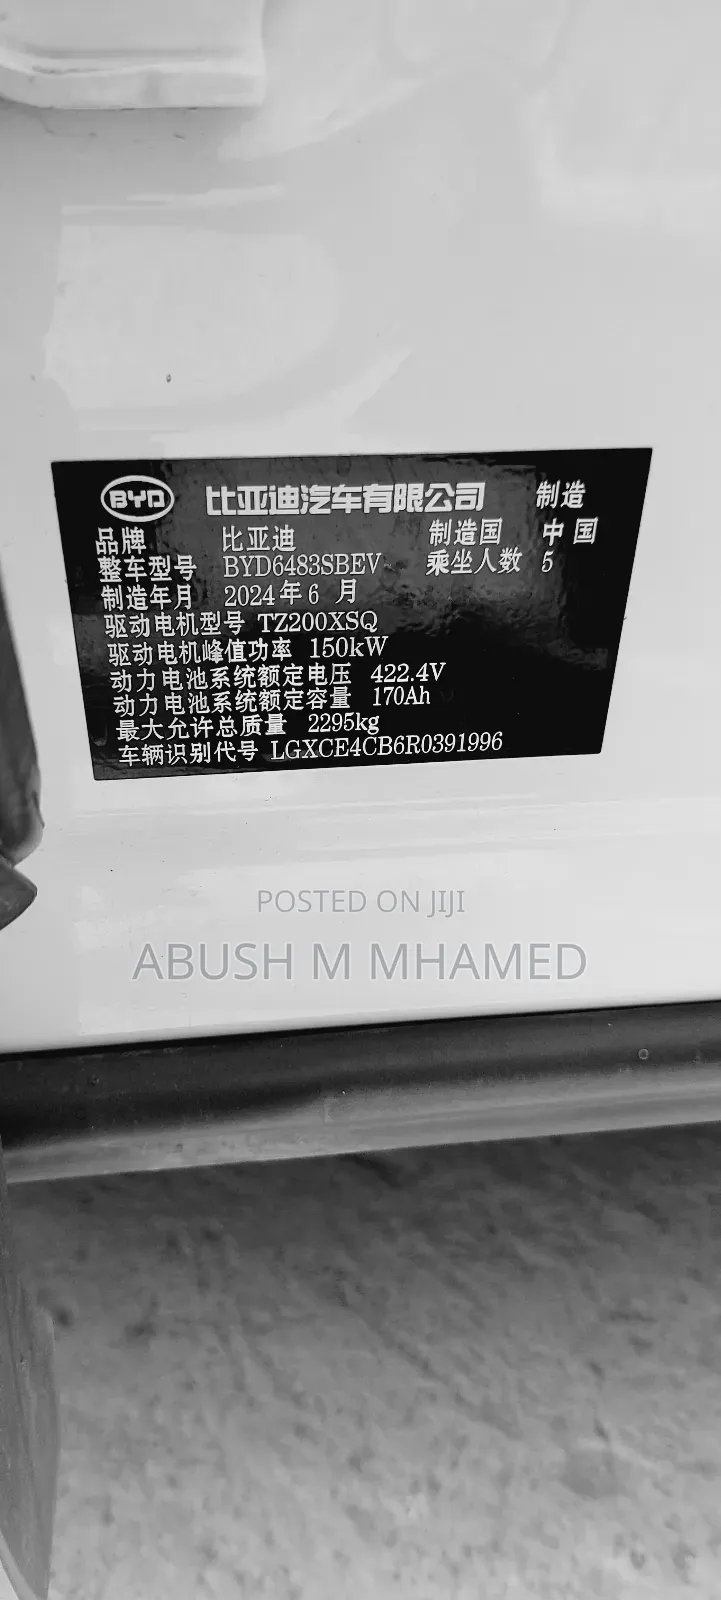 BYD 比亚迪汽车有限公司 制造
品牌 比亚迪 制造国 中国
整车型号 BYD6483SBEV 乘坐人数 5
制造年月 2024年6月
驱动电机型号 TZ200XSQ
驱动电机峰值功率 150kW
动力电池系统额定电压 422.4V
动力电池系统额定容量 170Ah
最大允许总质量 2295kg
车辆识别代号 LGXCE4CB6R0391996
POSTED ON JIJI
ABUSH M MHAMED